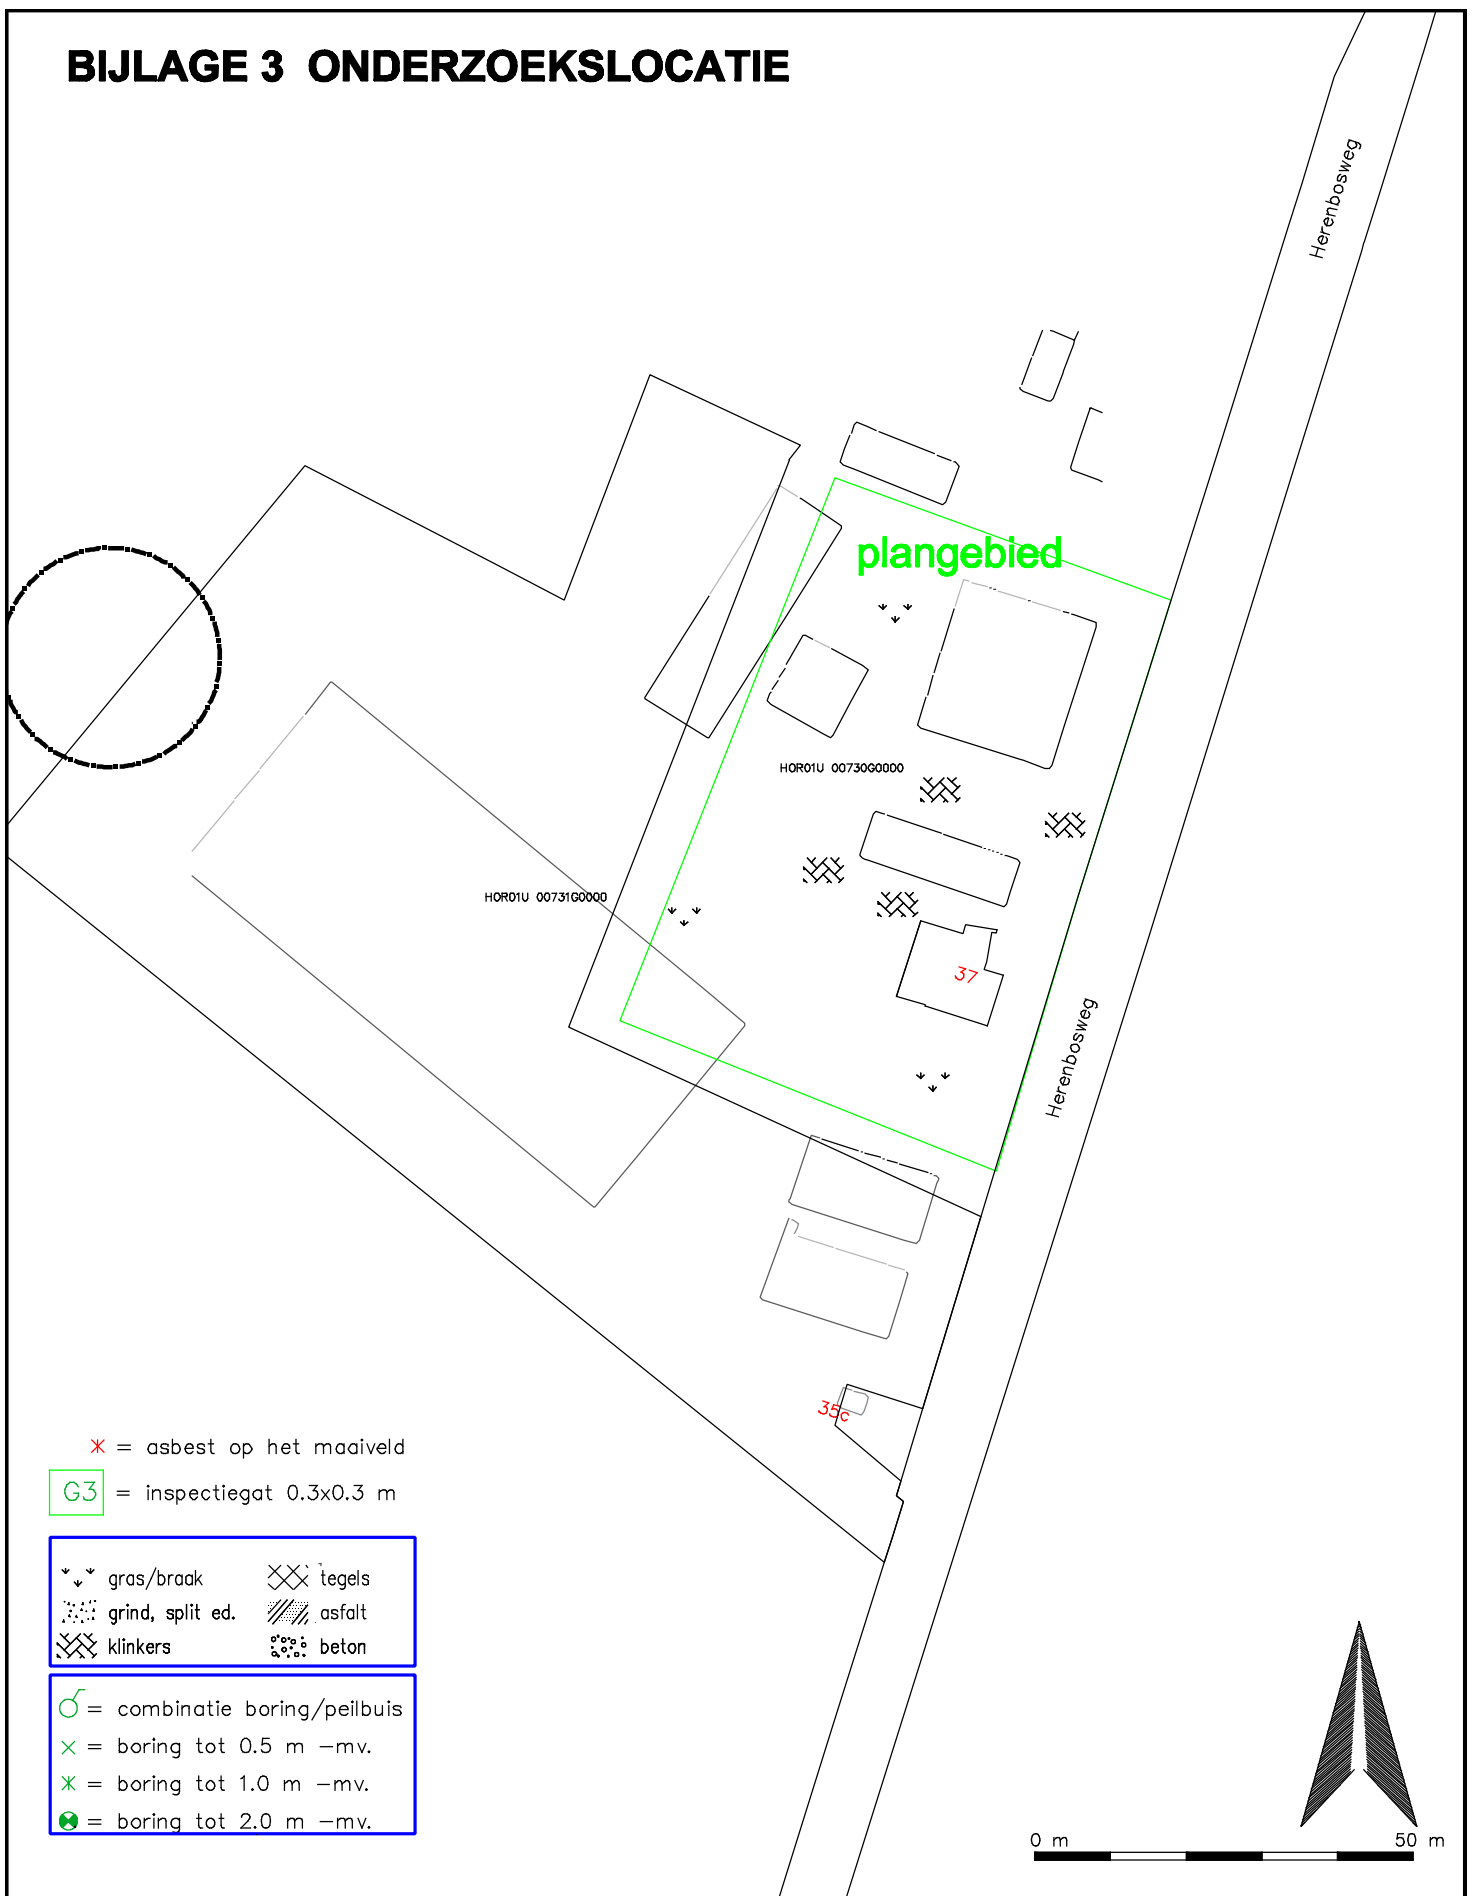 BIJLAGE 3 ONDERZOEKSLOCATIE
Herenbosweg
plangebied
HOR01U 00730G0000
HOR01U 00731G0000
37
Herenbosweg
35c
= asbest op het maaiveld
G3 = inspectiegat 0.3x0.3 m
gras/braak
tegels
grind, split ed.
asfalt
klinkers
beton
= combinatie boring/peilbuis
= boring tot 0.5 m -mv.
= boring tot 1.0 m -mv.
= boring tot 2.0 m -mv.
0 m 50 m